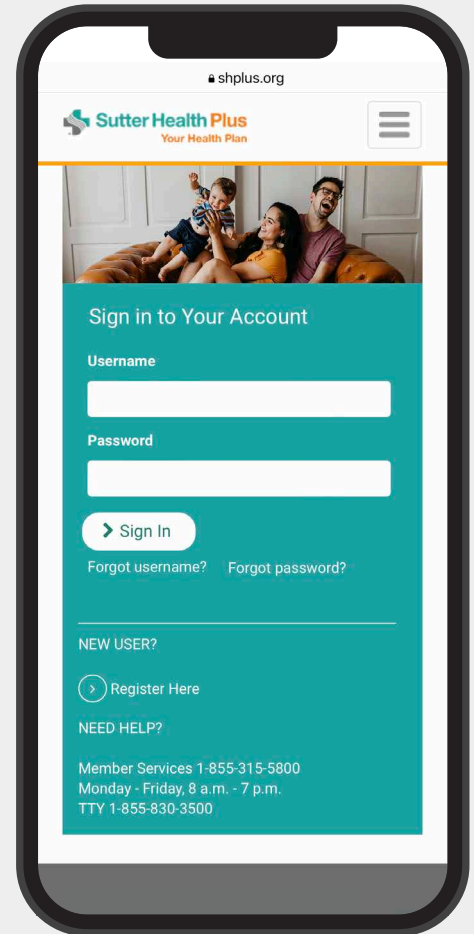 shplus.org
Sutter Health Plus
Your Health Plan
Sign in to Your Account
Username
Password
Sign In
Forgot username? Forgot password?
NEW USER?
Register Here
NEED HELP?
Member Services 1-855-315-5800
Monday - Friday, 8 a.m. - 7 p.m.
TTY 1-855-830-3500